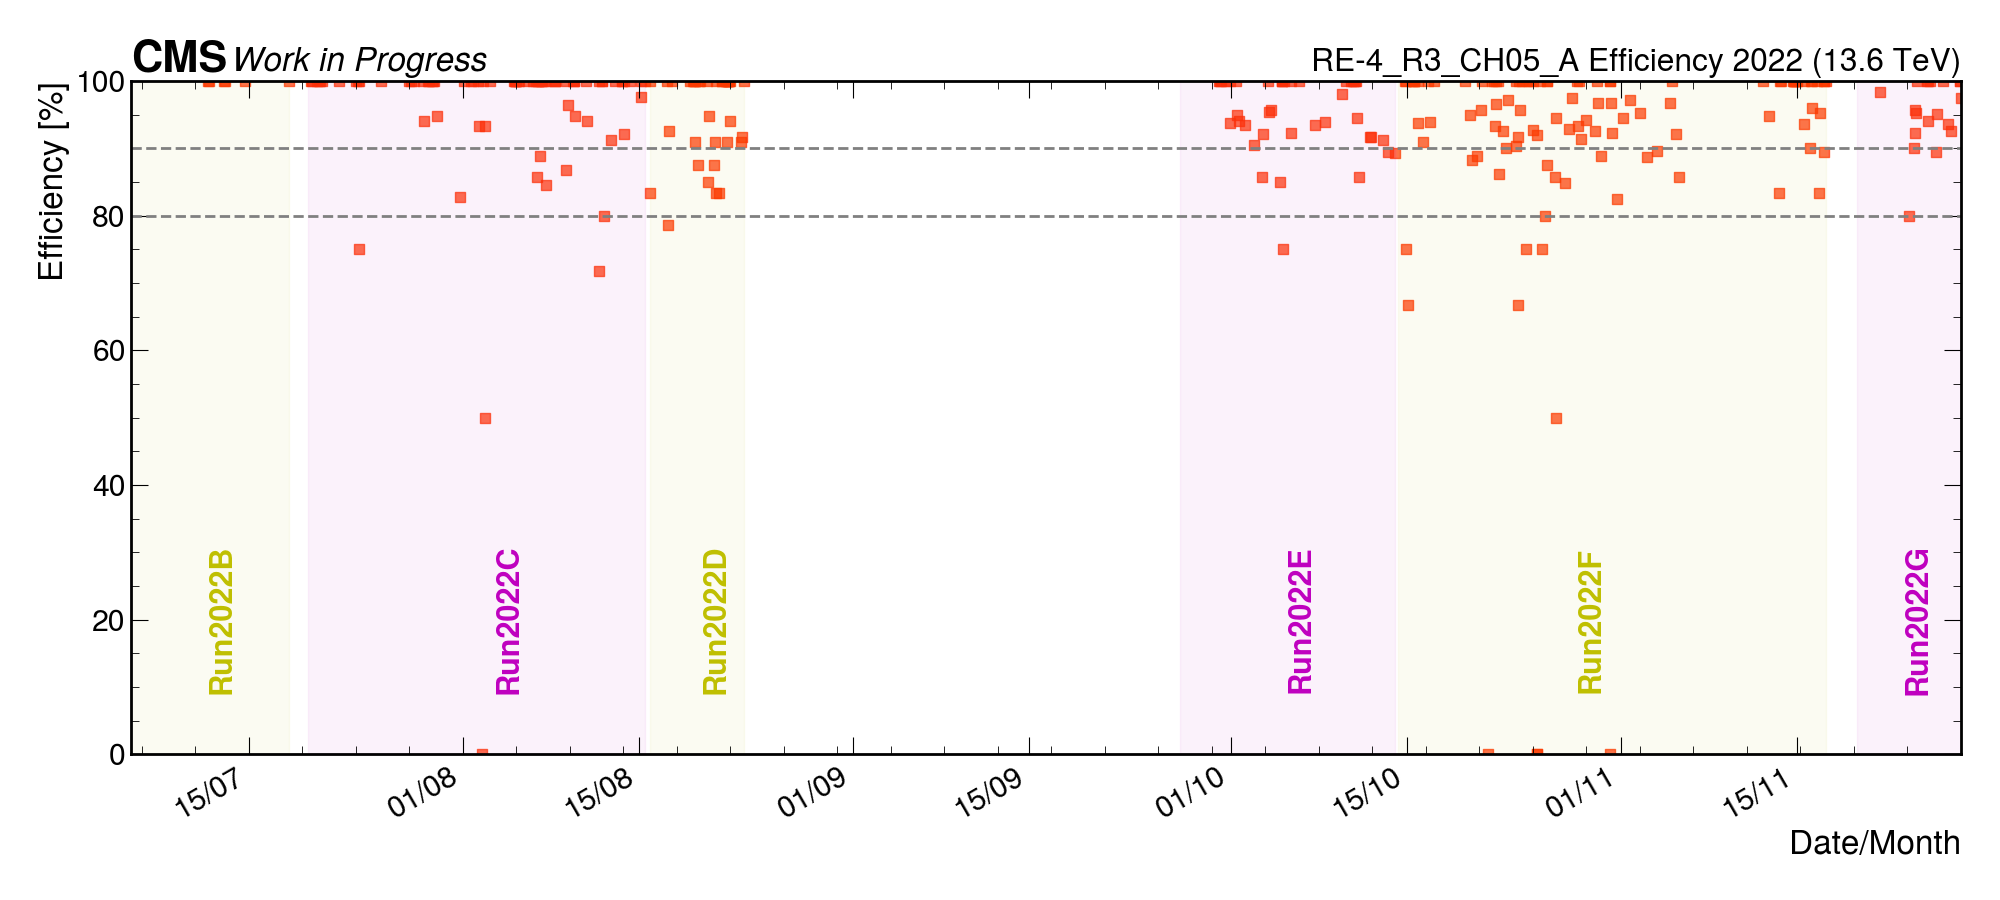 CMS Work in Progress
RE-4_R3_CH05_A Efficiency 2022 (13.6 TeV)
Efficiency [%]
100
80
60
40
20
0
Run2022B
Run2022C
Run2022D
Run2022E
Run2022F
Run2022G
15/07
01/08
15/08
01/09
15/09
01/10
15/10
01/11
15/11
Date/Month